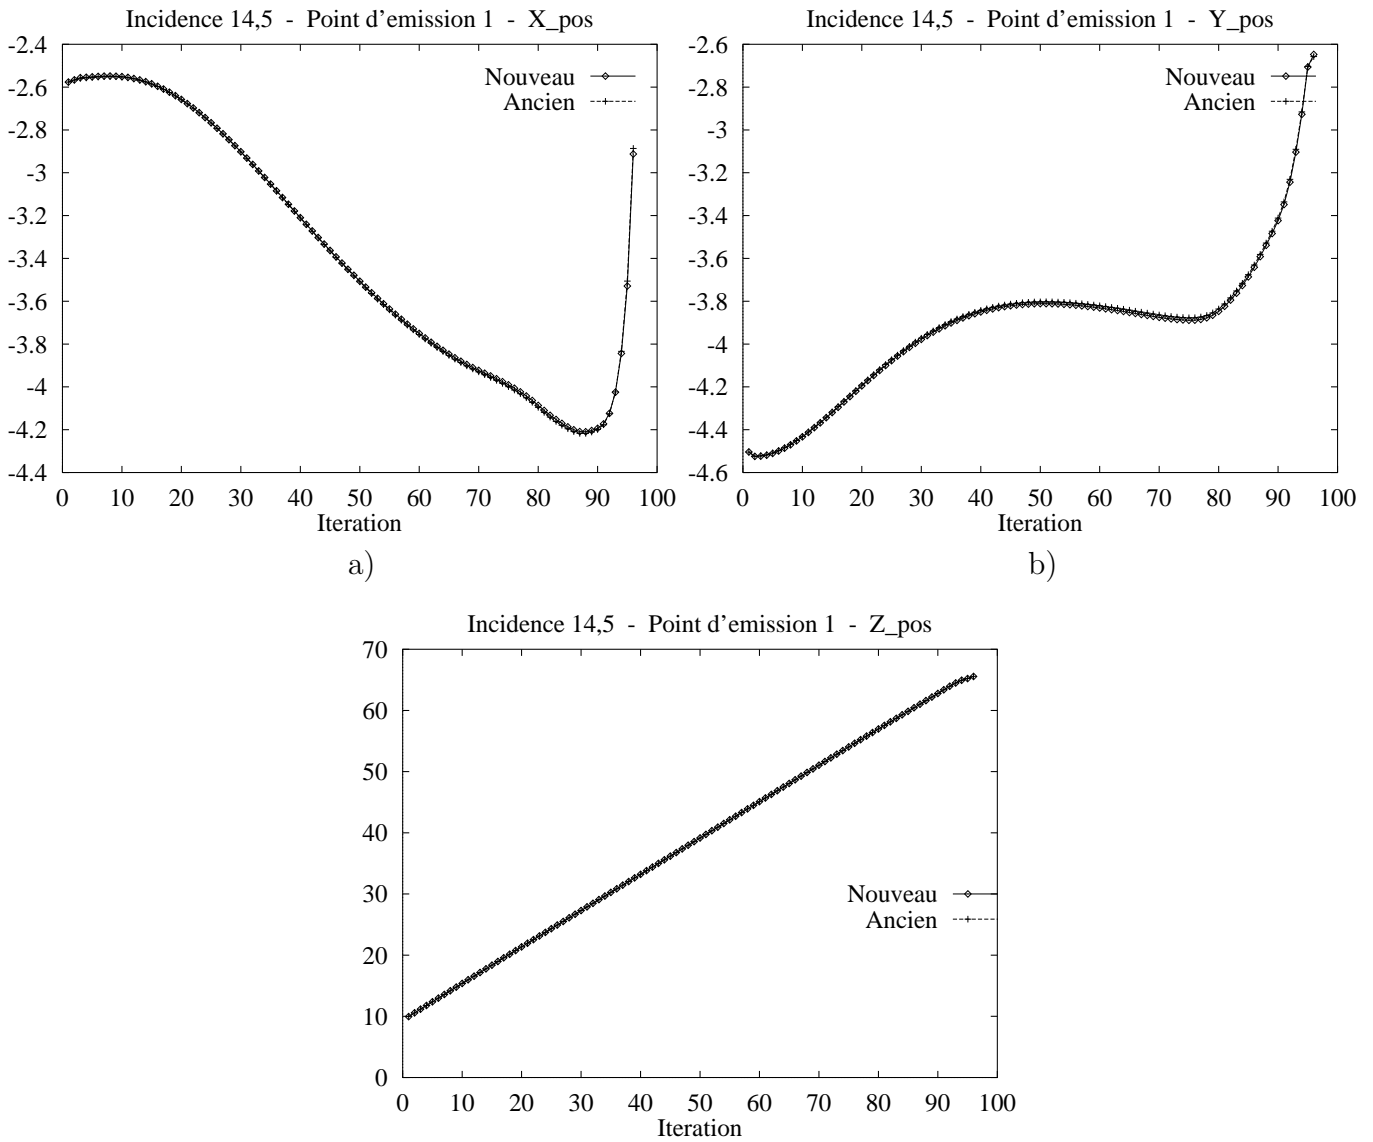 Incidence 14,5 - Point d'emission 1 - X_pos
-2.4
-2.6
-2.8
-3
-3.2
-3.4
-3.6
-3.8
-4
-4.2
-4.4
0 10 20 30 40 50 60 70 80 90 100
Iteration
Nouveau
Ancien
a)
Incidence 14,5 - Point d'emission 1 - Y_pos
-2.6
-2.8
-3
-3.2
-3.4
-3.6
-3.8
-4
-4.2
-4.4
-4.6
0 10 20 30 40 50 60 70 80 90 100
Iteration
Nouveau
Ancien
b)
Incidence 14,5 - Point d'emission 1 - Z_pos
70
60
50
40
30
20
10
0
0 10 20 30 40 50 60 70 80 90 100
Iteration
Nouveau
Ancien